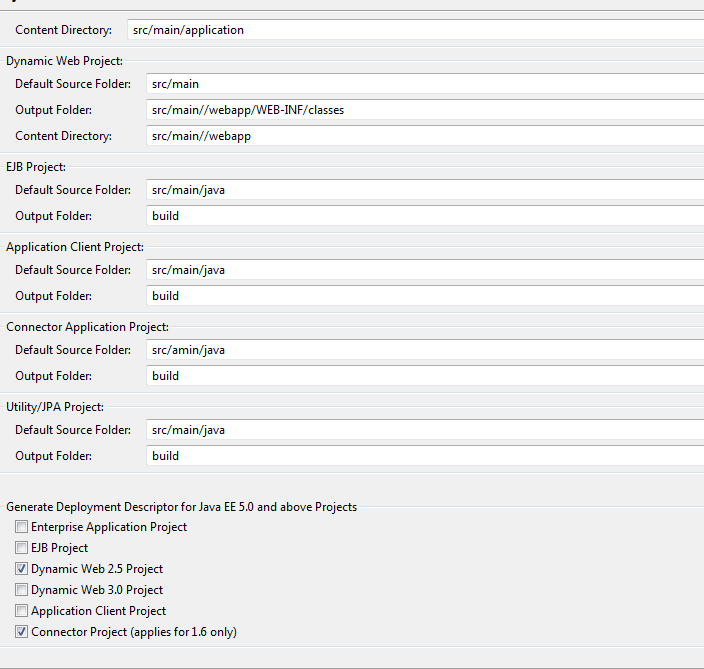 Content Directory: src/main/application
Dynamic Web Project:
Default Source Folder: src/main
Output Folder: src/main//webapp/WEB-INF/classes
Content Directory: src/main//webapp
EJB Project:
Default Source Folder: src/main/java
Output Folder: build
Application Client Project:
Default Source Folder: src/main/java
Output Folder: build
Connector Application Project:
Default Source Folder: src/amin/java
Output Folder: build
Utility/JPA Project:
Default Source Folder: src/main/java
Output Folder: build
Generate Deployment Descriptor for Java EE 5.0 and above Projects
Enterprise Application Project
EJB Project
Dynamic Web 2.5 Project
Dynamic Web 3.0 Project
Application Client Project
Connector Project (applies for 1.6 only)